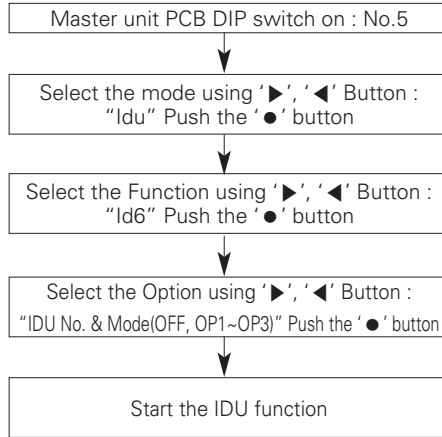 Master unit PCB DIP switch on : No.5
Select the mode using ‘▶’, ‘◀’ Button :
“Idu” Push the ‘●’ button
Select the Function using ‘▶’, ‘◀’ Button :
“Id6” Push the ‘●’ button
Select the Option using ‘▶’, ‘◀’ Button :
“IDU No. & Mode(OFF, OP1~OP3)” Push the ‘ ● ’ button
Start the IDU function